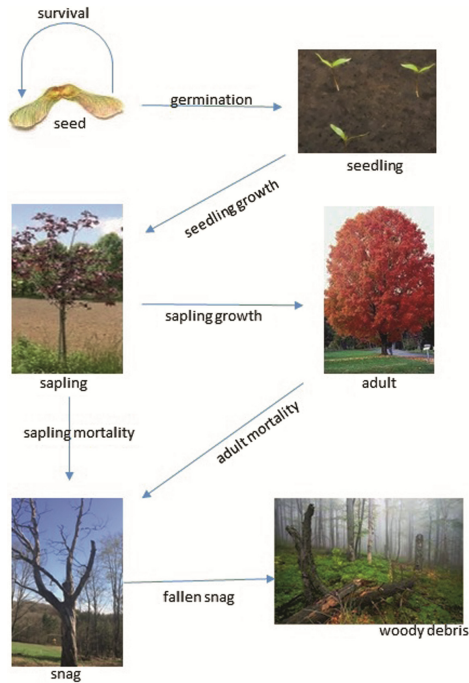 survival
seed
germination
seedling
seedling growth
sapling
sapling growth
adult
sapling mortality
adult mortality
snag
fallen snag
woody debris